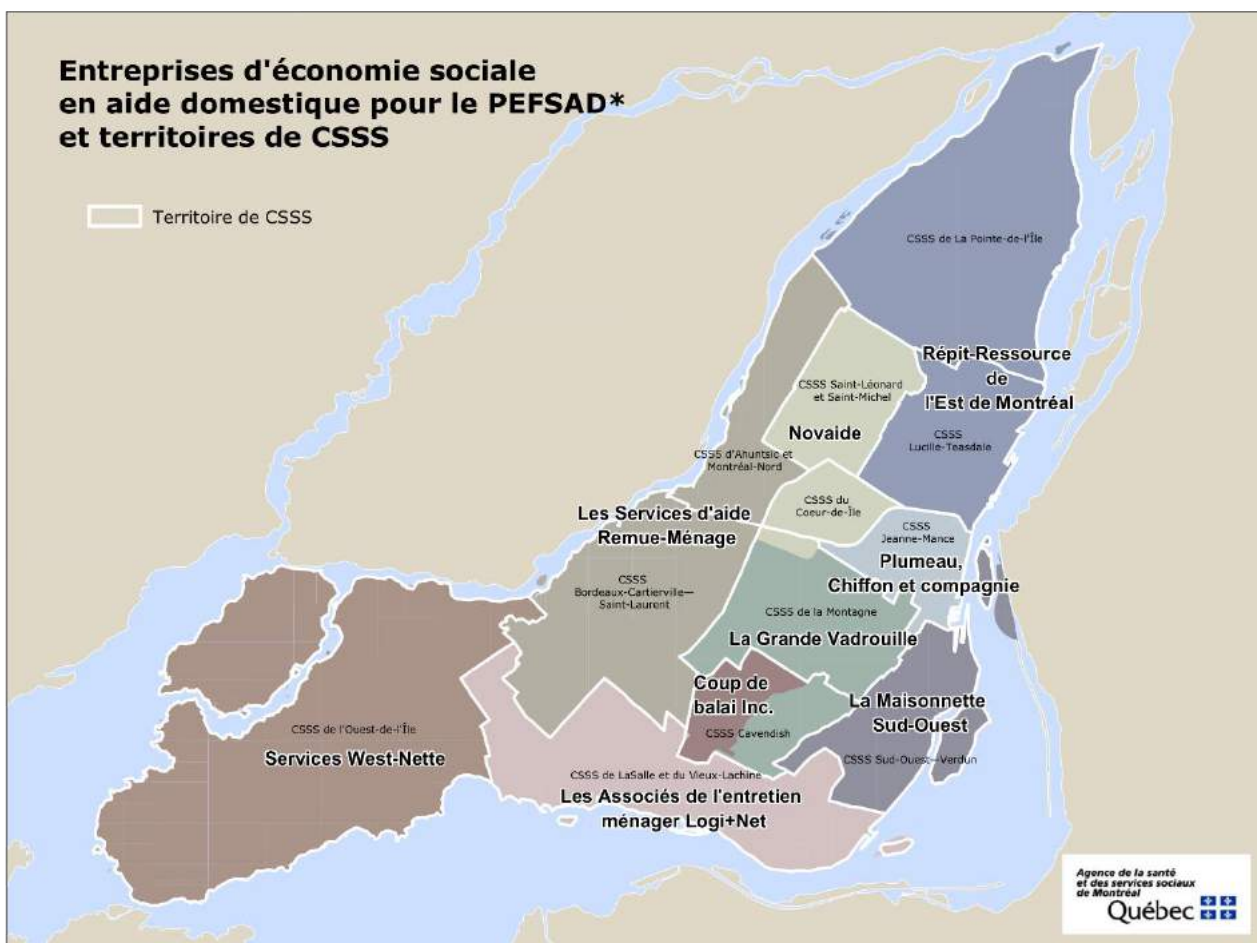 Entreprises d'économie sociale
en aide domestique pour le PEFSAD*
et territoires de CSSS
Territoire de CSSS
CSSS de La Pointe-de-l'Île
Répit-Ressource
de
l'Est de Montréal
CSSS Saint-Léonard
et Saint-Michel
Novaide
CSSS
Lucille-Teasdale
CSSS d'Ahuntsic et
Montréal-Nord
CSSS du
Coeur-de-Île
Les Services d'aide
Remue-Ménage
CSSS
Jeanne-Mance
Plumeau,
Chiffon et compagnie
CSSS
Bordeaux-Cartierville—
Saint-Laurent
CSSS de la Montagne
La Grande Vadrouille
Coup de
balai Inc.
La Maisonnette
Sud-Ouest
CSSS de l'Ouest-de-l'Île
Services West-Nette
CSSS Cavendish
CSSS Sud-Ouest—Verdun
CSSS de LaSalle et du Vieux-Lachine
Les Associés de l'entretien
ménager Logi+Net
Agence de la santé
et des services sociaux
de Montréal
Québec